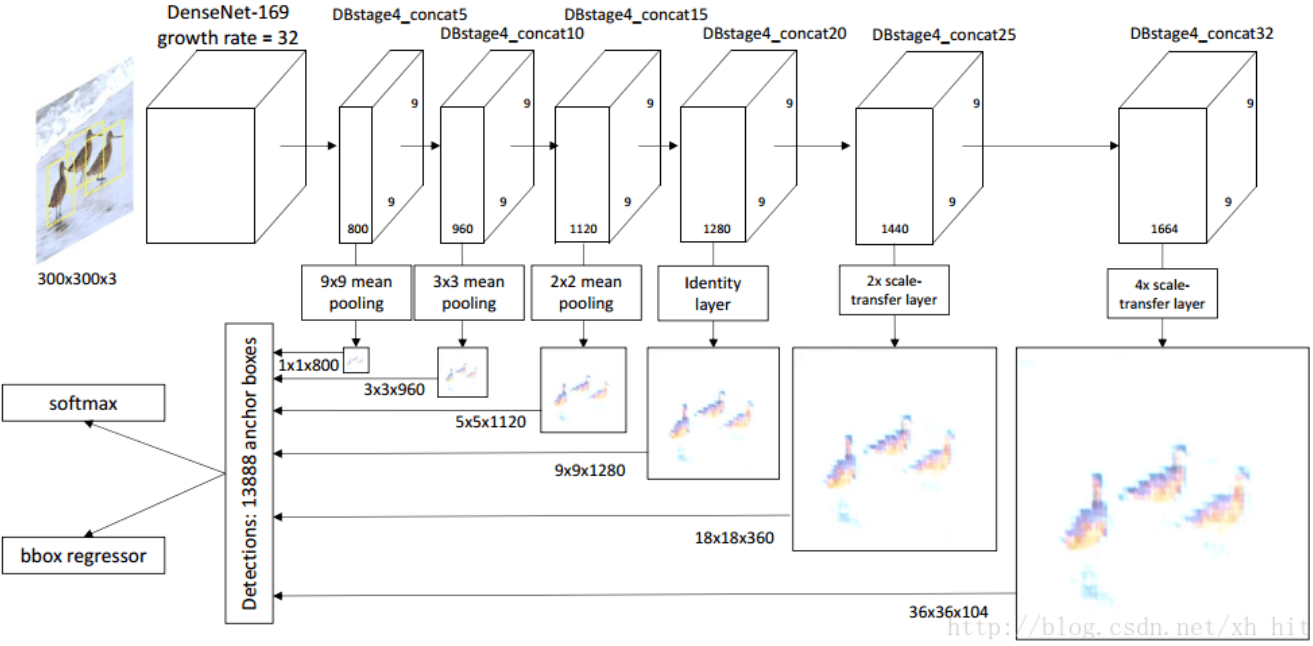 DenseNet-169
growth rate = 32
DBstage4_concat5
DBstage4_concat10
DBstage4_concat15
DBstage4_concat20
DBstage4_concat25
DBstage4_concat32
300x300x3
9
9
800
9
9
960
9
9
1120
9
9
1280
9
9
1440
9
9
1664
9x9 mean
pooling
3x3 mean
pooling
2x2 mean
pooling
Identity
layer
2x scale-
transfer layer
4x scale-
transfer layer
1x1x800
3x3x960
5x5x1120
9x9x1280
18x18x360
36x36x104
Detections: 13888 anchor boxes
softmax
bbox regressor
http://blog.csdn.net/xh_hit